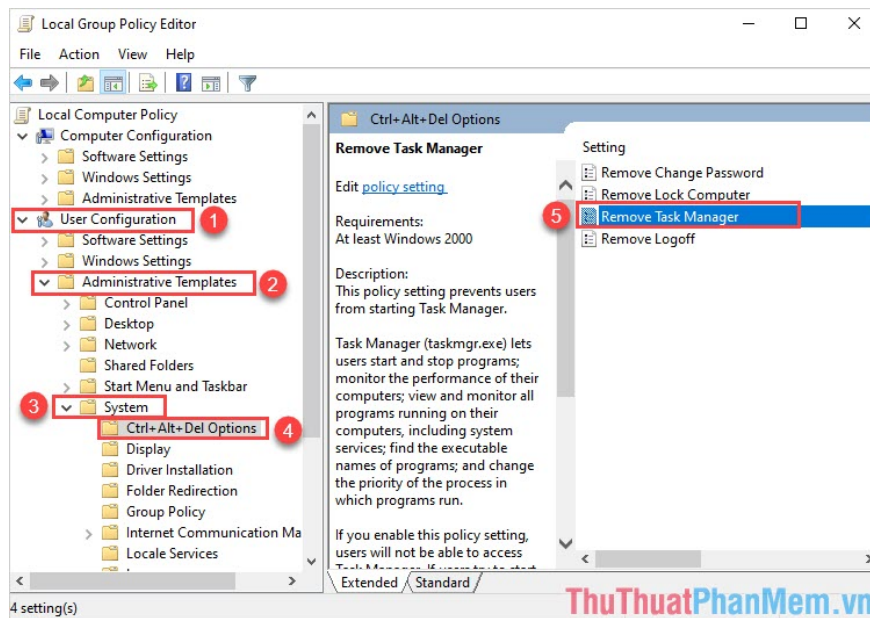 Local Group Policy Editor
File Action View Help
Local Computer Policy
Computer Configuration
Software Settings
Windows Settings
Administrative Templates
User Configuration
1
Software Settings
Windows Settings
Administrative Templates
2
Control Panel
Desktop
Network
Shared Folders
Start Menu and Taskbar
3
System
Ctrl+Alt+Del Options
4
Display
Driver Installation
Folder Redirection
Group Policy
Internet Communication Ma
Locale Services
Ctrl+Alt+Del Options
Remove Task Manager
Edit policy setting
Requirements:
At least Windows 2000
Description:
This policy setting prevents users
from starting Task Manager.
Task Manager (taskmgr.exe) lets
users start and stop programs;
monitor the performance of their
computers; view and monitor all
programs running on their
computers, including system
services; find the executable
names of programs; and change
the priority of the process in
which programs run.
If you enable this policy setting,
users will not be able to access
Setting
Remove Change Password
Remove Lock Computer
5
Remove Task Manager
Remove Logoff
Extended Standard
4 setting(s)
ThuThuatPhanMem.vn